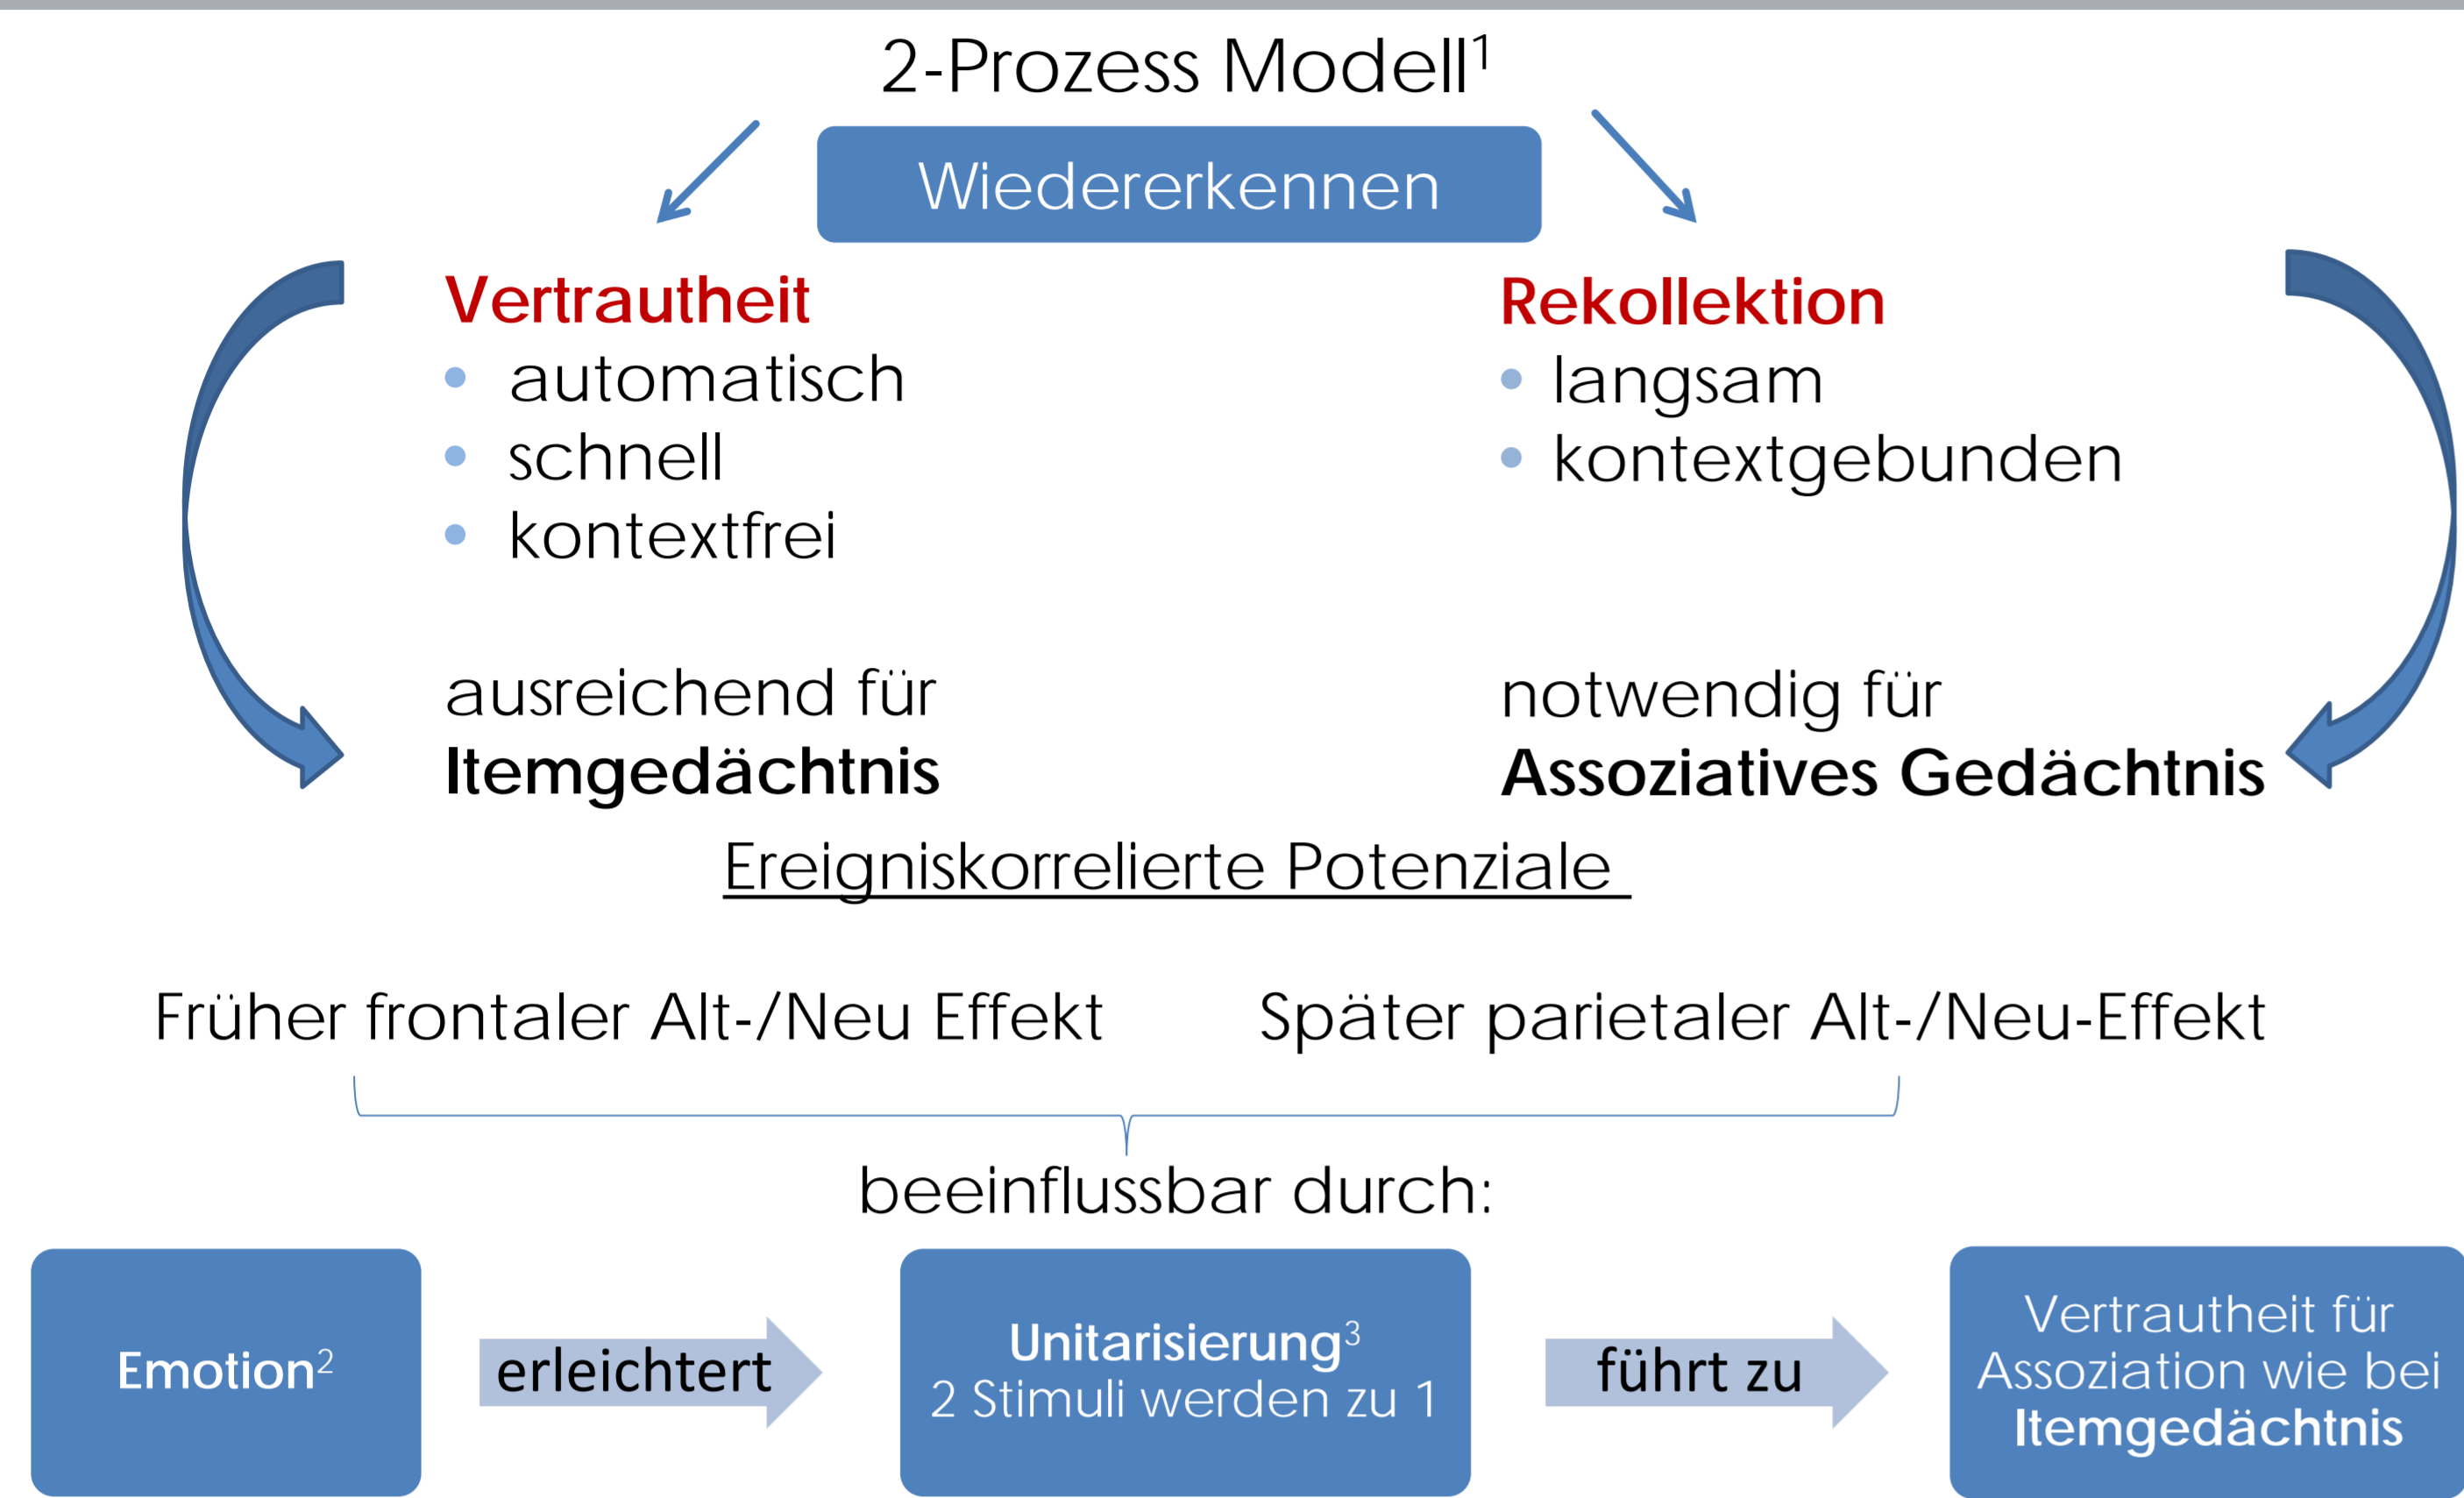 2-Prozess Modell¹
Wiedererkennen
Vertrautheit
• automatisch
• schnell
• kontextfrei
ausreichend für
Itemgedächtnis
Rekollektion
• langsam
• kontextgebunden
notwendig für
Assoziatives Gedächtnis
Ereigniskorrelierte Potenziale
Früher frontaler Alt-/Neu Effekt
Später parietaler Alt-/Neu-Effekt
beeinflussbar durch:
Emotion²
erleichtert
Unitarisierung³
2 Stimuli werden zu 1
führt zu
Vertrautheit für
Assoziation wie bei
Itemgedächtnis